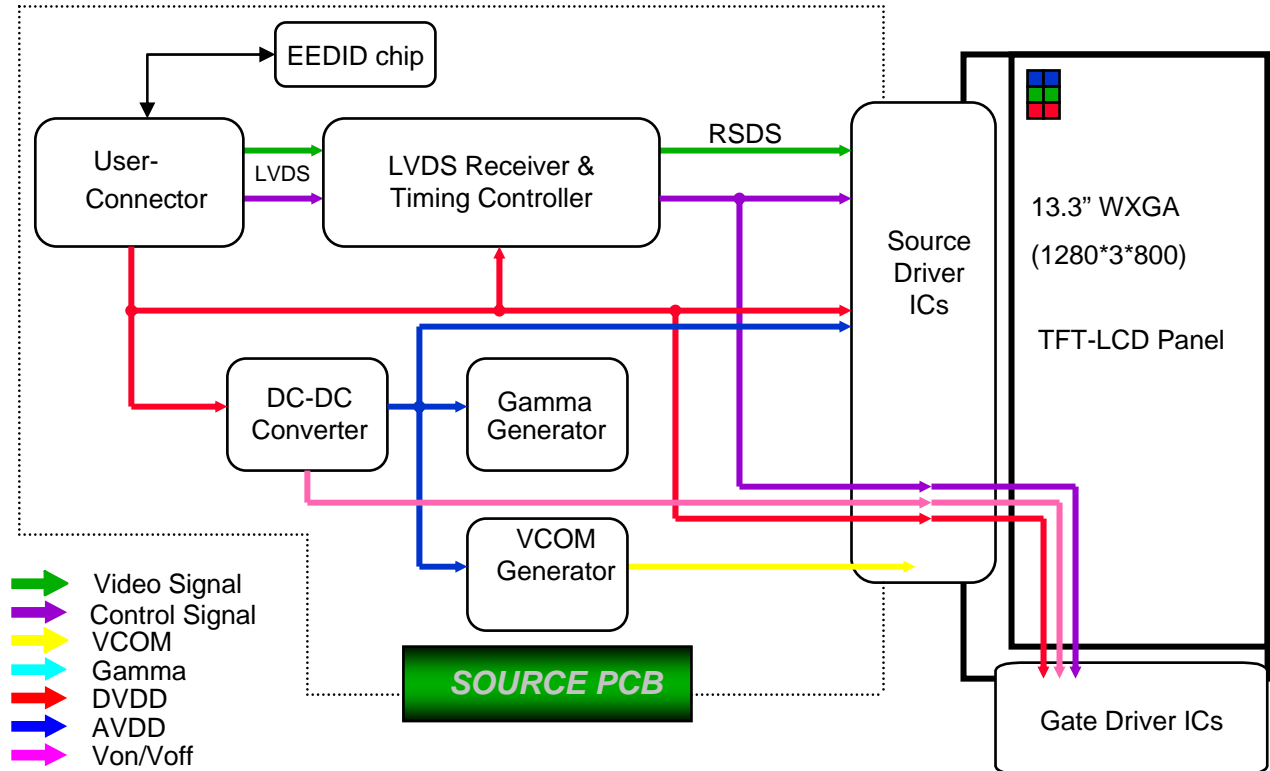 EEDID chip
User-
Connector
LVDS
LVDS Receiver &
Timing Controller
RSDS
Source
Driver
ICs
13.3” WXGA
(1280*3*800)
TFT-LCD Panel
DC-DC
Converter
Gamma
Generator
VCOM
Generator
Video Signal
Control Signal
VCOM
Gamma
DVDD
AVDD
Von/Voff
SOURCE PCB
Gate Driver ICs